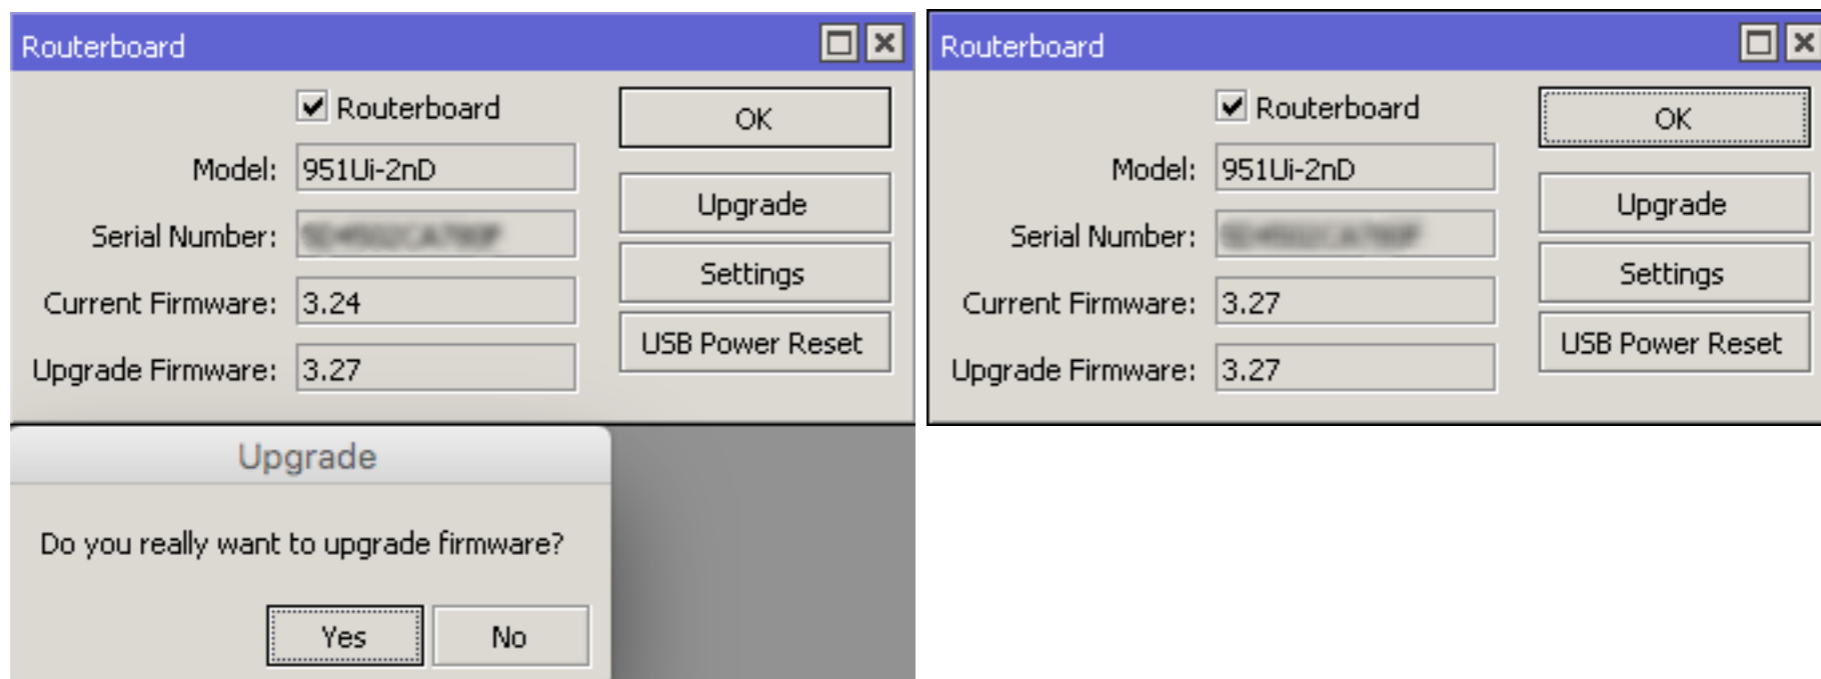 Routerboard
Routerboard
OK
Model: 951Ui-2nD
Upgrade
Serial Number:
Settings
Current Firmware: 3.24
USB Power Reset
Upgrade Firmware: 3.27
Upgrade
Do you really want to upgrade firmware?
Yes No
Routerboard
Routerboard
OK
Model: 951Ui-2nD
Upgrade
Serial Number:
Settings
Current Firmware: 3.27
USB Power Reset
Upgrade Firmware: 3.27